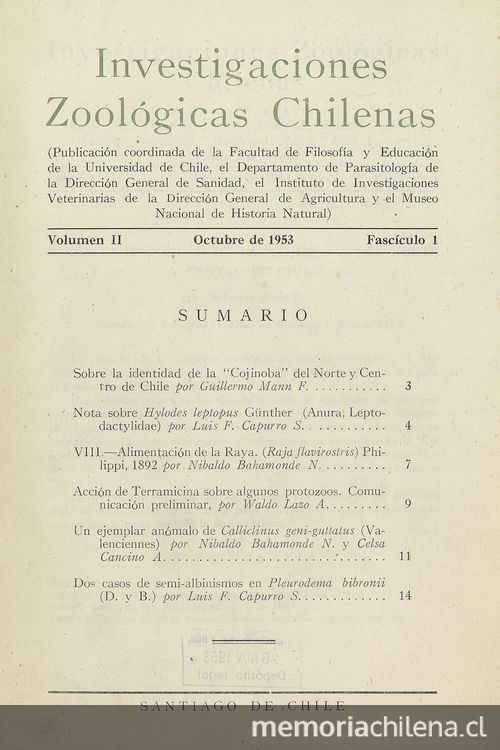 Investigaciones
Zoológicas Chilenas
(Publicación coordinada de la Facultad de Filosofía y Educación
de la Universidad de Chile, el Departamento de Parasitología de
la Dirección General de Sanidad, el Instituto de Investigaciones
Veterinarias de la Dirección General de Agricultura y el Museo
Nacional de Historia Natural)
Volumen II Octubre de 1953 Fascículo 1
SUMARIO
Sobre la identidad de la "Cojinoba" del Norte y Cen-
tro de Chile por Guillermo Mann F. ........... 3
Nota sobre Hylodes leptopus Günther (Anura, Lepto-
dactylidae) por Luis F. Capurro S. ............ 4
VIII.—Alimentación de la Raya. (Raja flavirostris) Phi-
lippi, 1892 por Nibaldo Bahamonde N. .......... 7
Acción de Terramicina sobre algunos protozoos. Comu-
nicación preliminar, por Waldo Lazo A. ........ 9
Un ejemplar anómalo de Calliclinus geni-guttatus (Va-
lenciennes) por Nibaldo Bahamonde N. y Celsa
Cancino A. .................................. 11
Dos casos de semi-albinismos en Pleurodema bibronii
(D. y B.) por Luis F. Capurro S. ............ 14
26 NOV 1953
Depósito Legal
SANTIAGO DE CHILE
memoriachilena.cl